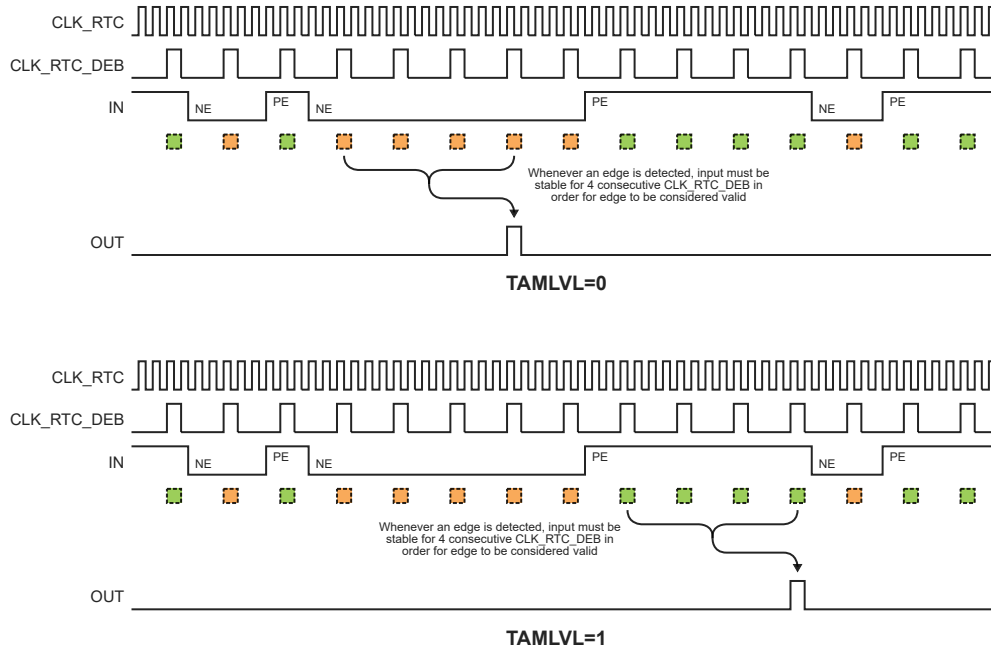 CLK_RTC
CLK_RTC_DEB
IN
NE
PE
NE
PE
NE
PE
Whenever an edge is detected, input must be
stable for 4 consecutive CLK_RTC_DEB in
order for edge to be considered valid
OUT
TAMLVL=0
CLK_RTC
CLK_RTC_DEB
IN
NE
PE
NE
PE
NE
PE
Whenever an edge is detected, input must be
stable for 4 consecutive CLK_RTC_DEB in
order for edge to be considered valid
OUT
TAMLVL=1